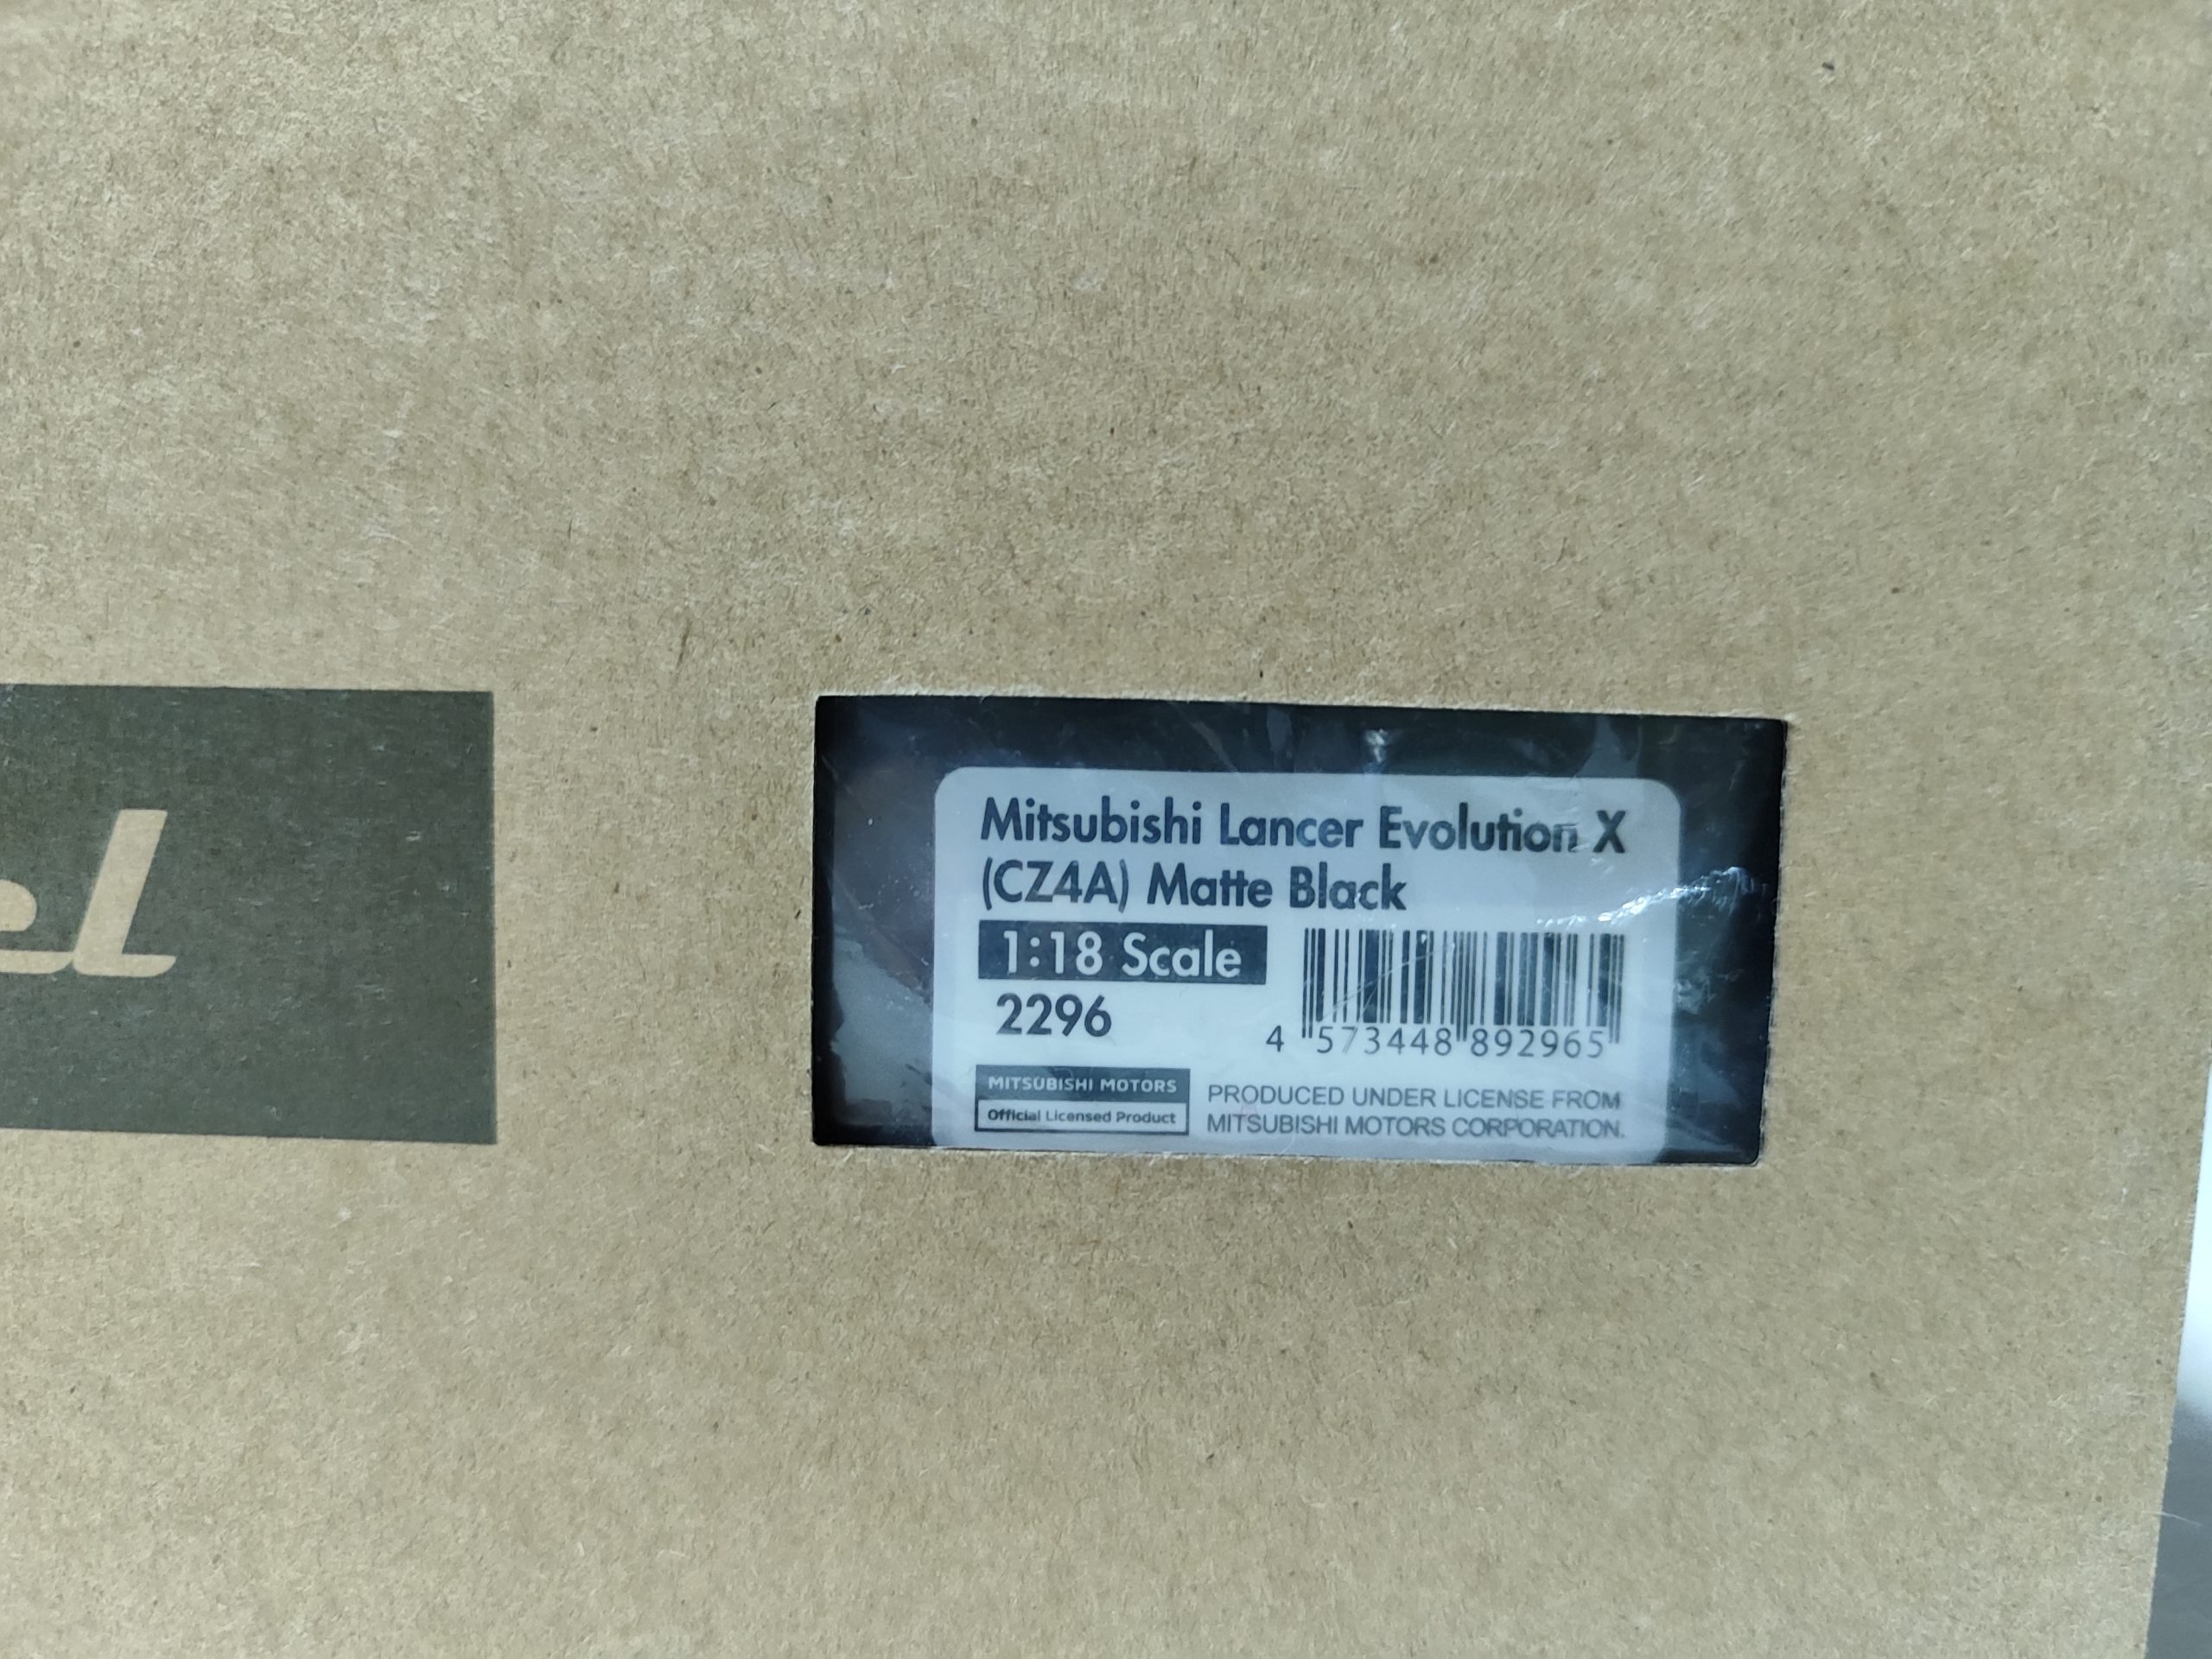 el
Mitsubishi Lancer Evolution X
(CZ4A) Matte Black
1:18 Scale
2296
4 573448 892965
MITSUBISHI MOTORS
Official Licensed Product
PRODUCED UNDER LICENSE FROM
MITSUBISHI MOTORS CORPORATION.